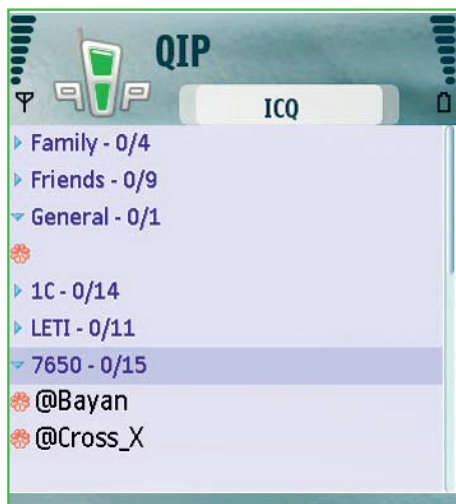 QIP
qip
ICQ
Family - 0/4
Friends - 0/9
General - 0/1
1C - 0/14
LETI - 0/11
7650 - 0/15
@Bayan
@Cross_X